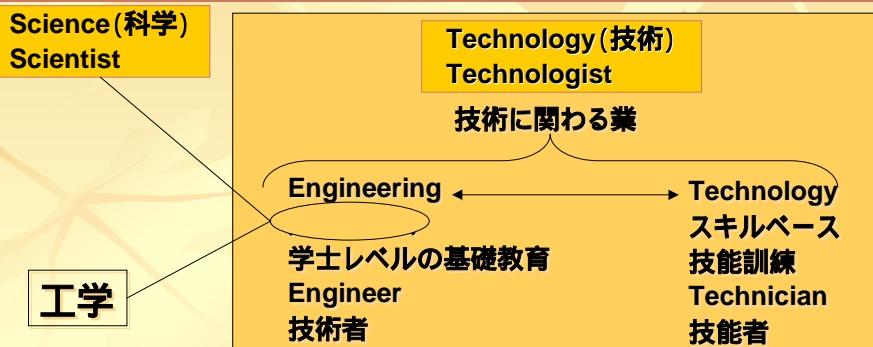 Science(科学)
Scientist
Technology(技術)
Technologist
技術に関わる業
Engineering
学士レベルの基礎教育
Engineer
技術者
Technology
スキルベース
技能訓練
Technician
技能者
工学